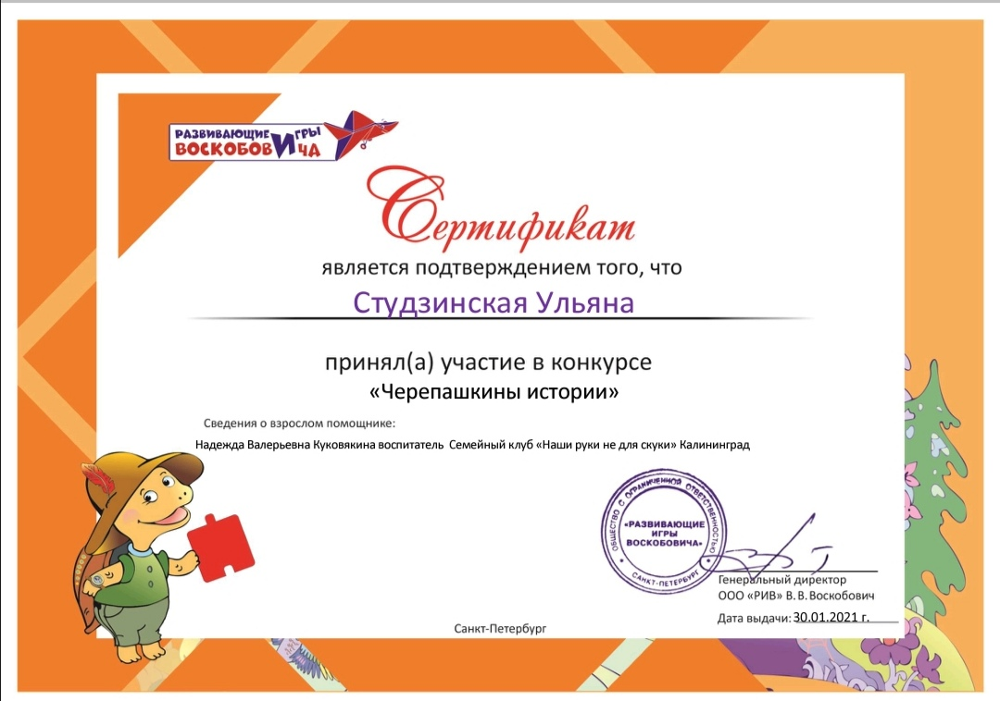 РАЗВИВАЮЩИЕ ИГРЫ
ВОСКОБОВИЧА
Сертификат
является подтверждением того, что
Студзинская Ульяна
принял(а) участие в конкурсе
«Черепашкины истории»
Сведения о взрослом помощнике:
Надежда Валерьевна Куковякина воспитатель Семейный клуб «Наши руки не для скуки» Калининград
ОБЩЕСТВО С ОГРАНИЧЕННОЙ ОТВЕТСТВЕННОСТЬЮ
«РАЗВИВАЮЩИЕ
ИГРЫ
ВОСКОБОВИЧА»
САНКТ-ПЕТЕРБУРГ
Генеральный директор
ООО «РИВ» В. В. Воскобович
Дата выдачи: 30.01.2021 г.
Санкт-Петербург